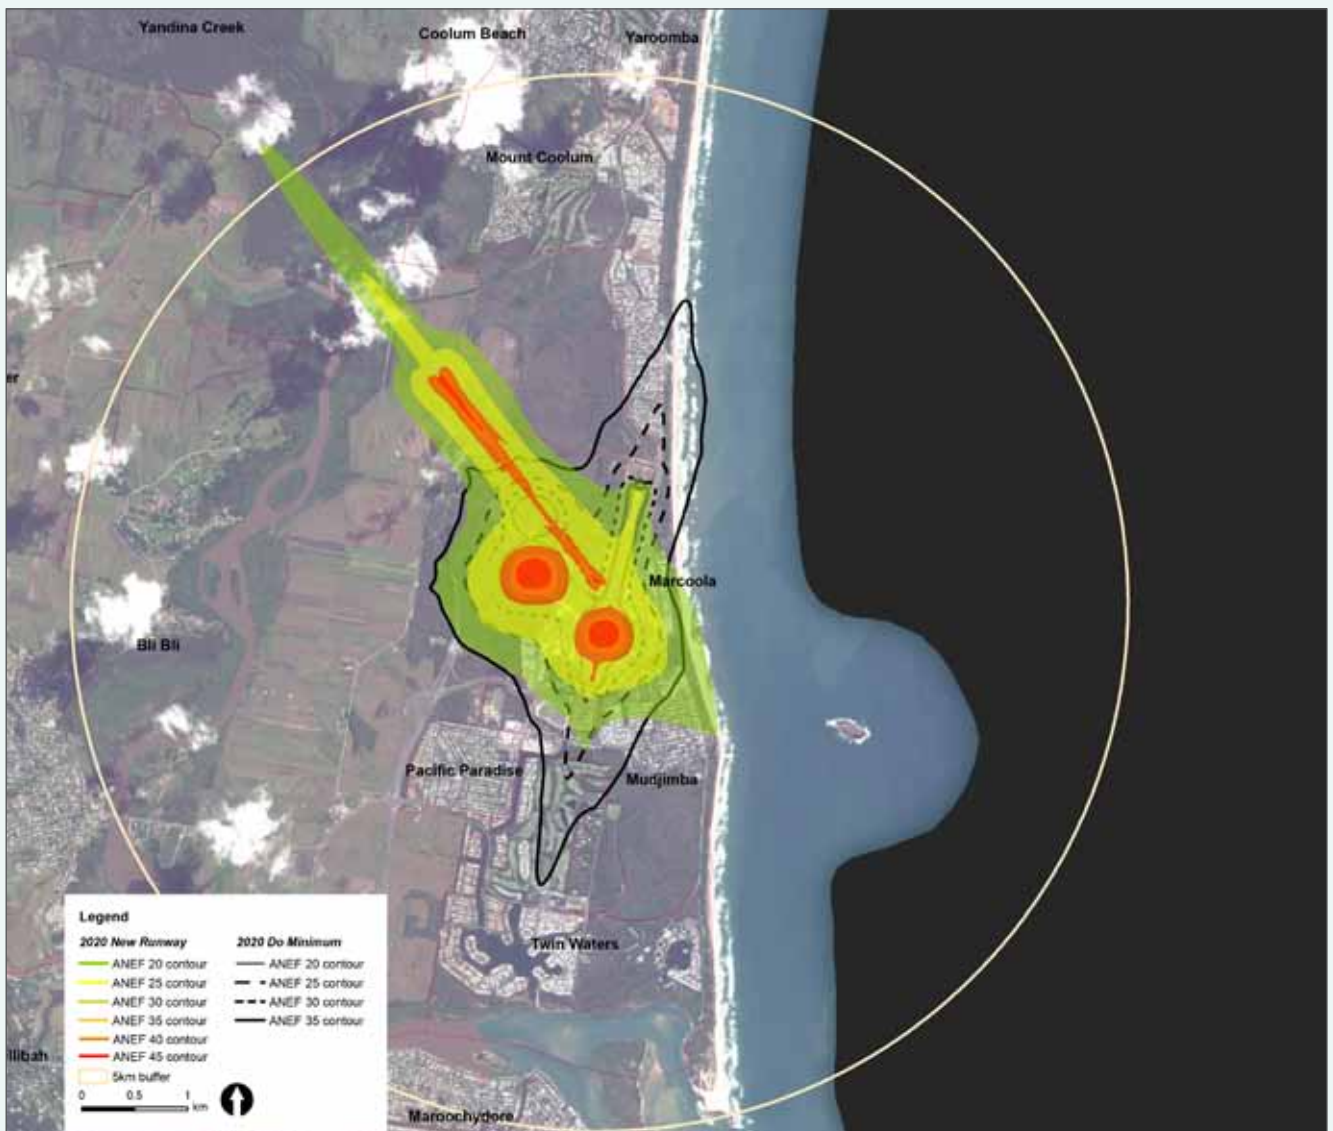 Yandina Creek
Coolum Beach
Yaroomba
Mount Coolum
er
Marcoola
Bli Bli
Pacific Paradise
Mudjimba
Twin Waters
llibah
Maroochydore
Legend
2020 New Runway
ANEF 20 contour
ANEF 25 contour
ANEF 30 contour
ANEF 35 contour
ANEF 40 contour
ANEF 45 contour
5km buffer
2020 Do Minimum
ANEF 20 contour
ANEF 25 contour
ANEF 30 contour
ANEF 35 contour
0 0.5 1
km